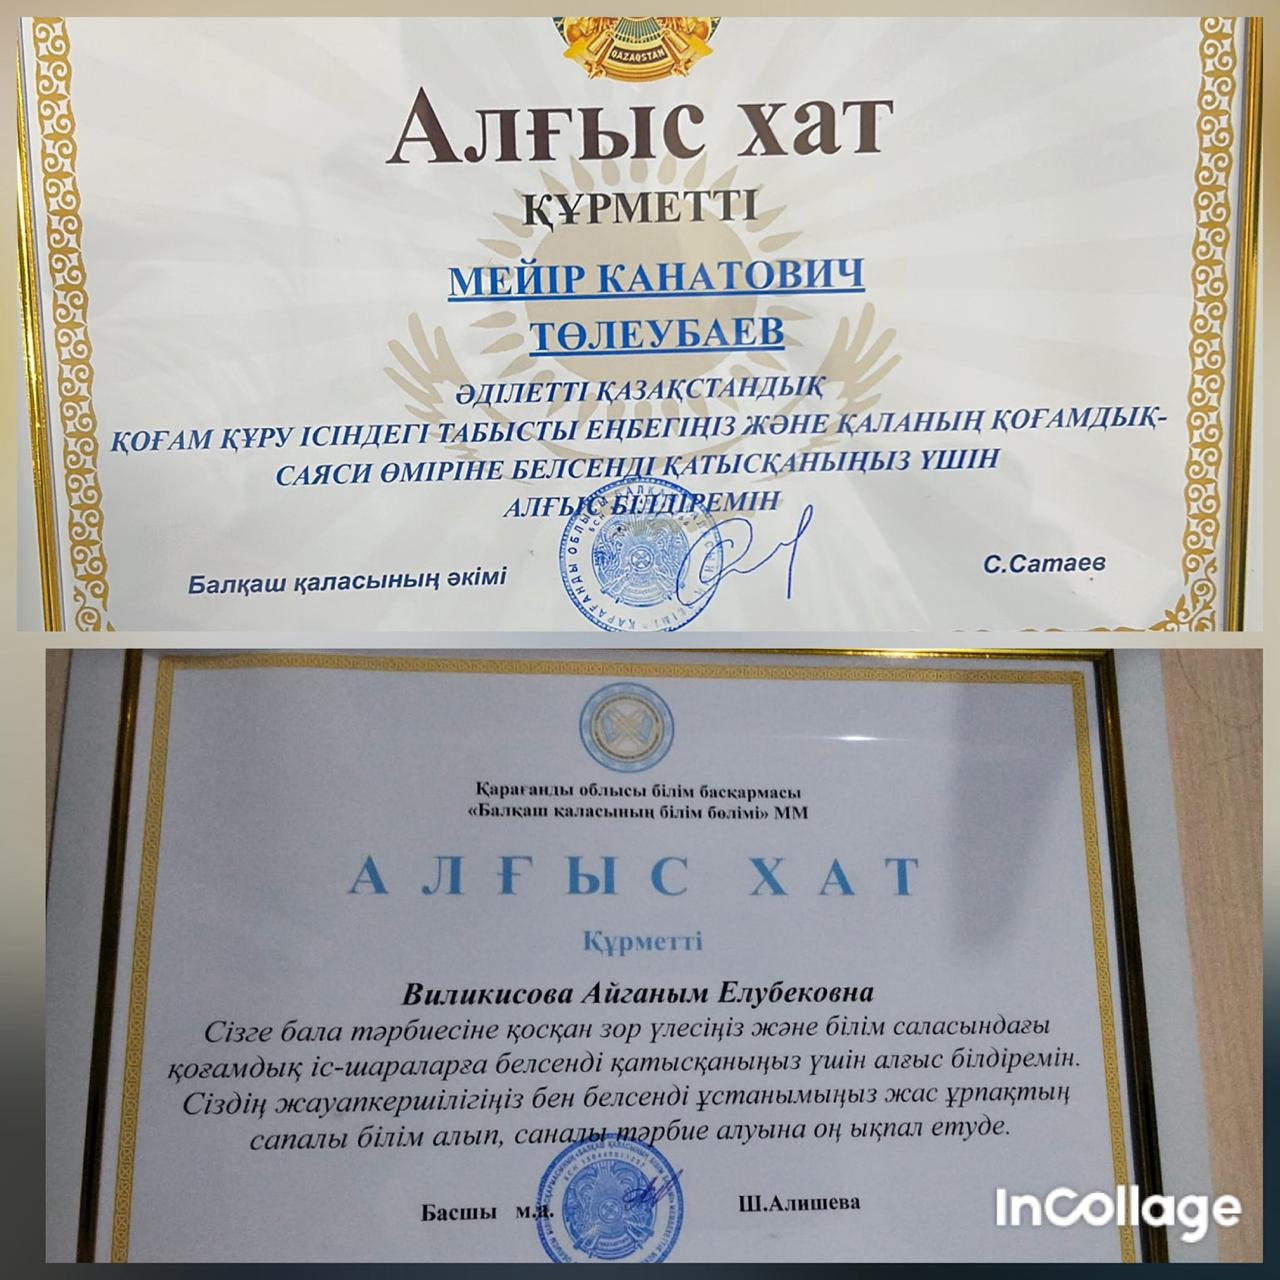 QAZAQSTAN
Алғыс хат
ҚҰРМЕТТІ
МЕЙІР КАНАТОВИЧ
ТӨЛЕУБАЕВ
ӘДІЛЕТТІ ҚАЗАҚСТАНДЫҚ
ҚОҒАМ ҚҰРУ ІСІНДЕГІ ТАБЫСТЫ ЕҢБЕГІҢІЗ ЖӘНЕ ҚАЛАНЫҢ ҚОҒАМДЫҚ-
САЯСИ ӨМІРІНЕ БЕЛСЕНДІ ҚАТЫСҚАНЫҢЫЗ ҮШІН
АЛҒЫС БІЛДІРЕМІН
Балқаш қаласының әкімі
С.Сатаев
Қарағанды облысы білім басқармасы
«Балқаш қаласының білім бөлімі» ММ
АЛҒЫС ХАТ
Құрметті
Виликисова Айганым Елубековна
Сізге бала тәрбиесіне қосқан зор үлесіңіз және білім саласындағы
қоғамдық іс-шараларға белсенді қатысқаныңыз үшін алғыс білдіремін.
Сіздің жауапкершілігіңіз бен белсенді ұстанымыңыз жас ұрпақтың
сапалы білім алып, саналы тәрбие алуына оң ықпал етуде.
Басшы м.а.
Ш.Алишева
InCollage